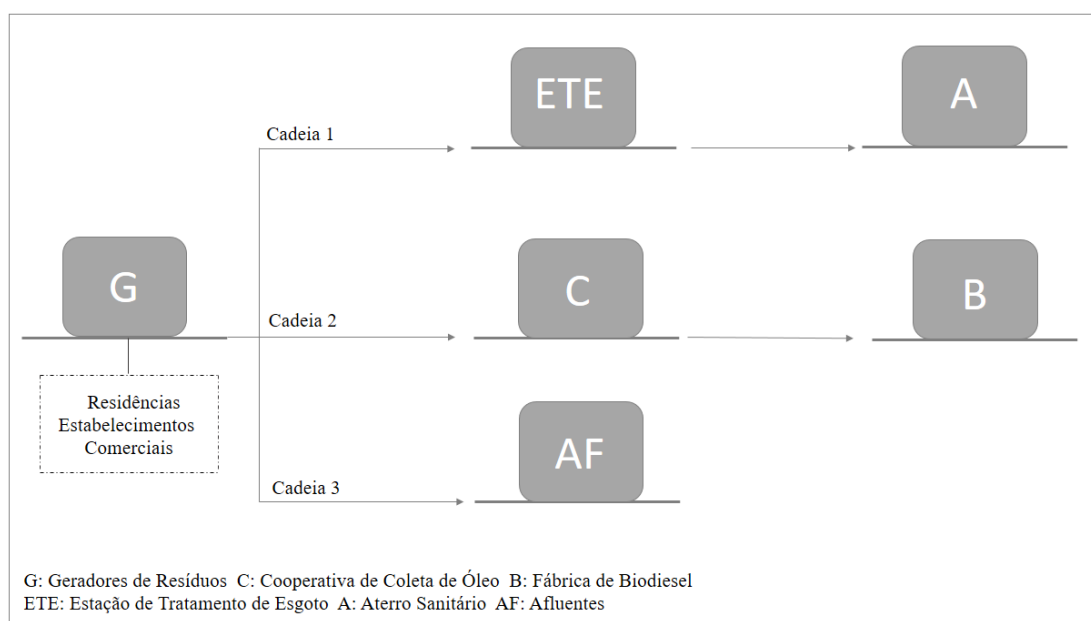 ETE
A
Cadeia 1
G
C
B
Cadeia 2
Residências
Estabelecimentos
Comerciais
AF
Cadeia 3
G: Geradores de Resíduos C: Cooperativa de Coleta de Óleo B: Fábrica de Biodiesel
ETE: Estação de Tratamento de Esgoto A: Aterro Sanitário AF: Afluentes